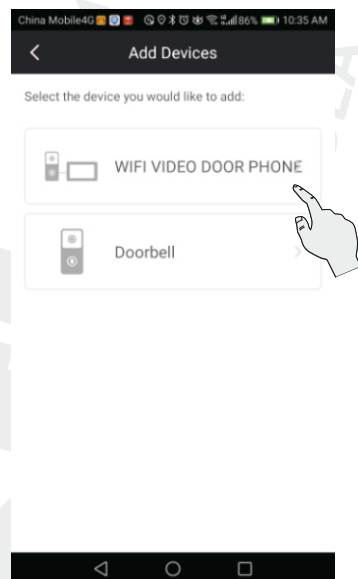 China Mobile4G 86% 10:35 AM
Add Devices
Select the device you would like to add:
WIFI VIDEO DOOR PHONE
Doorbell